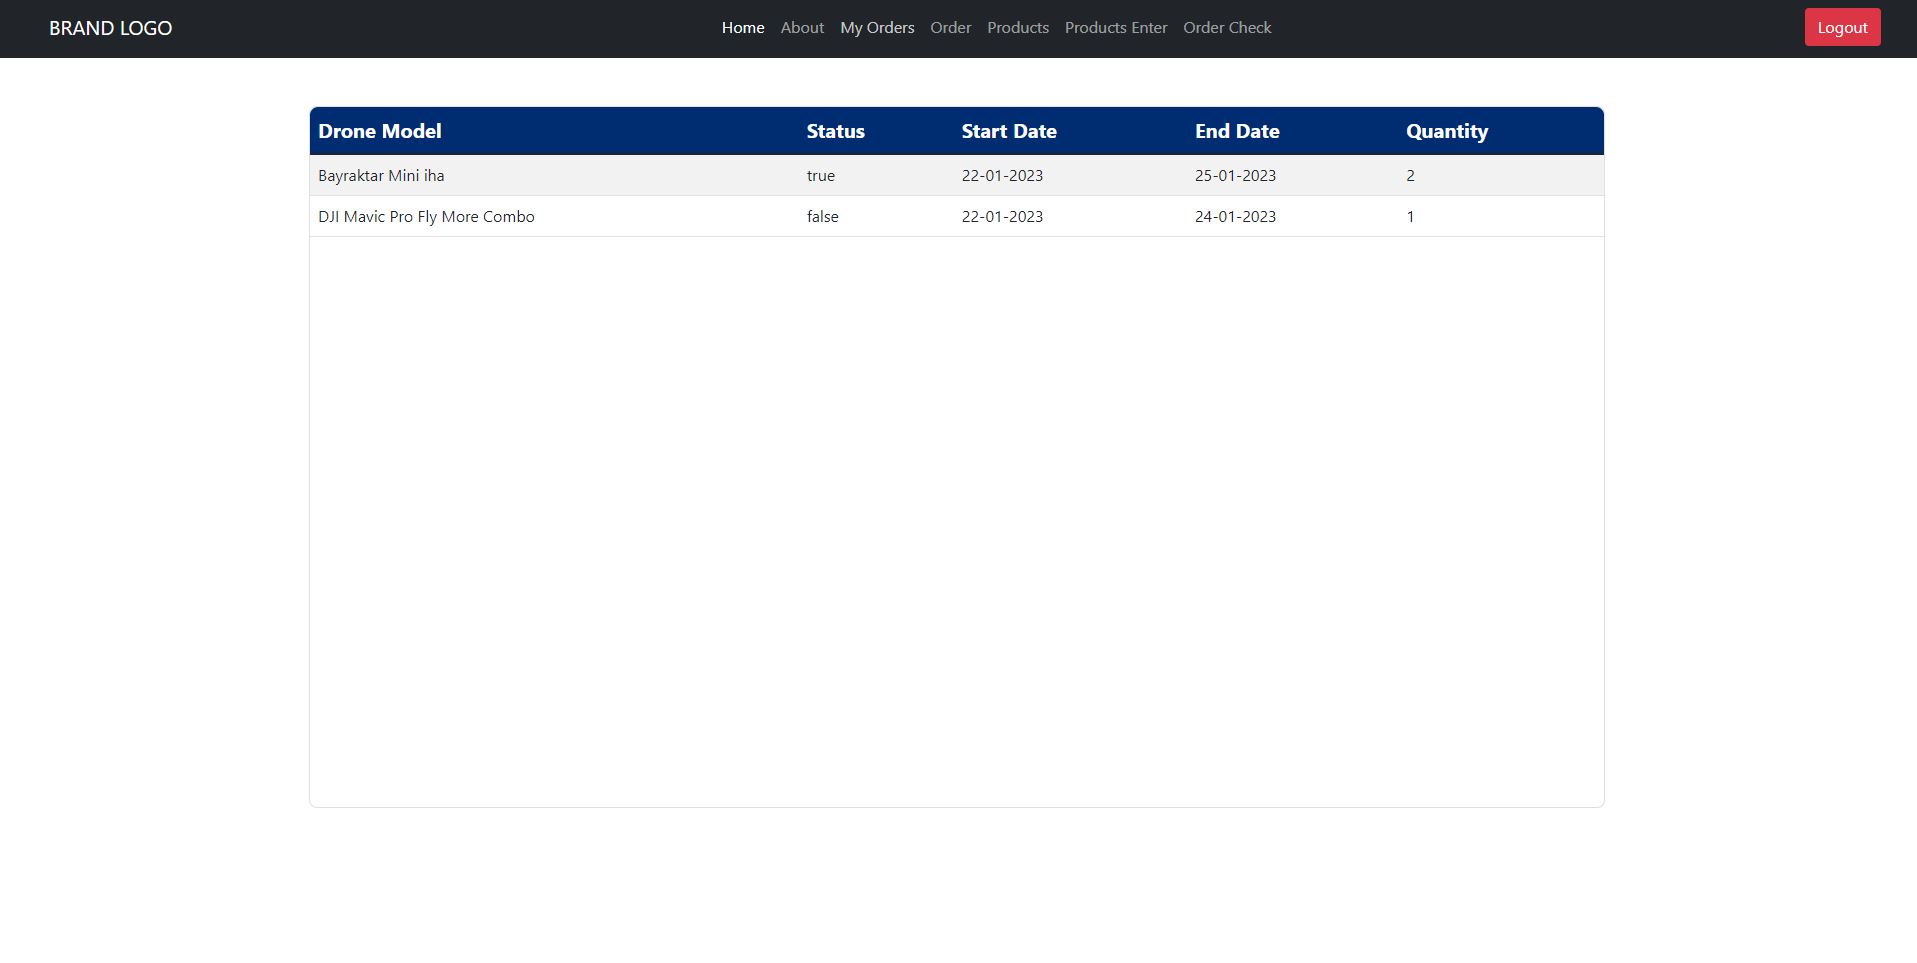 BRAND LOGO Home About My Orders Order Products Products Enter Order Check Logout
Drone Model Status Start Date End Date Quantity
Bayraktar Mini iha true 22-01-2023 25-01-2023 2
DJI Mavic Pro Fly More Combo false 22-01-2023 24-01-2023 1